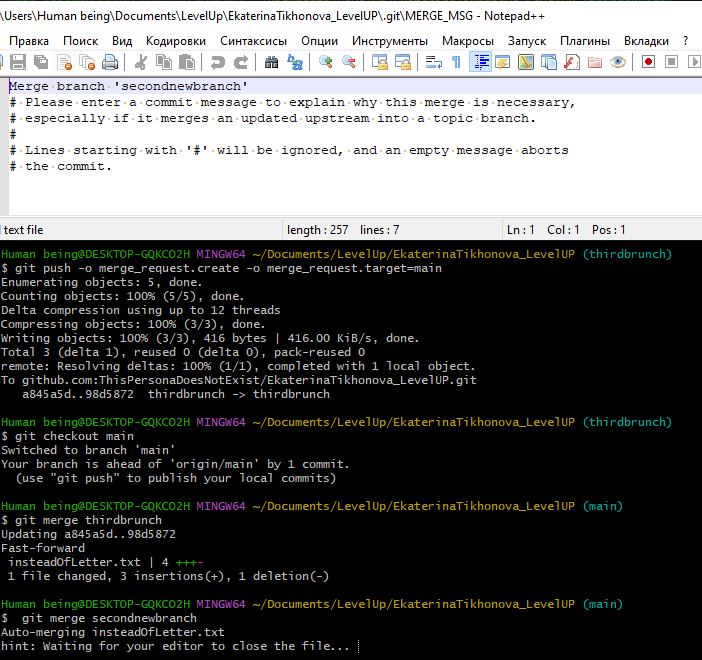 \Users\Human being\Documents\LevelUp\EkaterinaTikhonova_LevelUP\.git\MERGE_MSG - Notepad++
Правка Поиск Вид Кодировки Синтаксисы Опции Инструменты Макросы Запуск Плагины Вкладки ?
Merge branch 'secondnewbranch'
# Please enter a commit message to explain why this merge is necessary,
# especially if it merges an updated upstream into a topic branch.
#
# Lines starting with '#' will be ignored, and an empty message aborts
# the commit.
text file length : 257 lines : 7 Ln : 1 Col : 1 Pos : 1
Human being@DESKTOP-GQKCO2H MINGW64 ~/Documents/LevelUp/EkaterinaTikhonova_LevelUP (thirdbrunch)
$ git push -o merge_request.create -o merge_request.target=main
Enumerating objects: 5, done.
Counting objects: 100% (5/5), done.
Delta compression using up to 12 threads
Compressing objects: 100% (3/3), done.
Writing objects: 100% (3/3), 416 bytes | 416.00 KiB/s, done.
Total 3 (delta 1), reused 0 (delta 0), pack-reused 0
remote: Resolving deltas: 100% (1/1), completed with 1 local object.
To github.com:ThisPersonaDoesNotExist/EkaterinaTikhonova_LevelUP.git
a845a5d..98d5872 thirdbrunch -> thirdbrunch
Human being@DESKTOP-GQKCO2H MINGW64 ~/Documents/LevelUp/EkaterinaTikhonova_LevelUP (thirdbrunch)
$ git checkout main
Switched to branch 'main'
Your branch is ahead of 'origin/main' by 1 commit.
(use "git push" to publish your local commits)
Human being@DESKTOP-GQKCO2H MINGW64 ~/Documents/LevelUp/EkaterinaTikhonova_LevelUP (main)
$ git merge thirdbrunch
Updating a845a5d..98d5872
Fast-forward
insteadOfLetter.txt | 4 +++-
1 file changed, 3 insertions(+), 1 deletion(-)
Human being@DESKTOP-GQKCO2H MINGW64 ~/Documents/LevelUp/EkaterinaTikhonova_LevelUP (main)
$ git merge secondnewbranch
Auto-merging insteadOfLetter.txt
hint: Waiting for your editor to close the file...